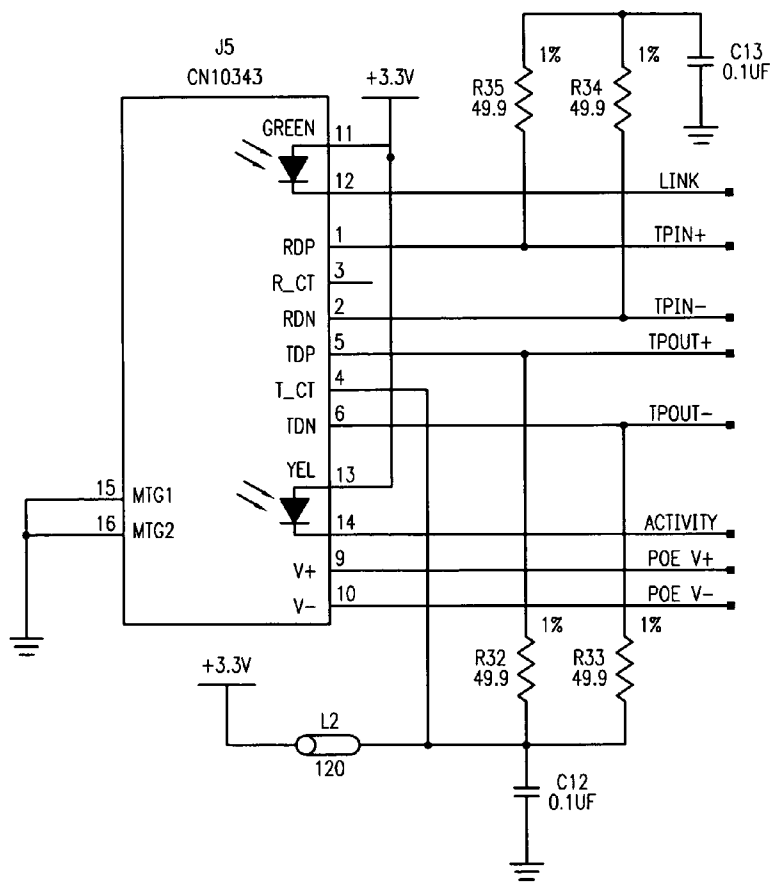 J5
CN10343
+3.3V
1%
1%
C13
0.1UF
R35
49.9
R34
49.9
GREEN
11
12
LINK
RDP
1
TPIN+
R_CT
3
RDN
2
TPIN-
TDP
5
TPOUT+
T_CT
4
TDN
6
TPOUT-
YEL
13
15
MTG1
16
MTG2
14
ACTIVITY
V+
9
POE V+
V-
10
POE V-
1%
1%
R32
49.9
R33
49.9
+3.3V
L2
120
C12
0.1UF